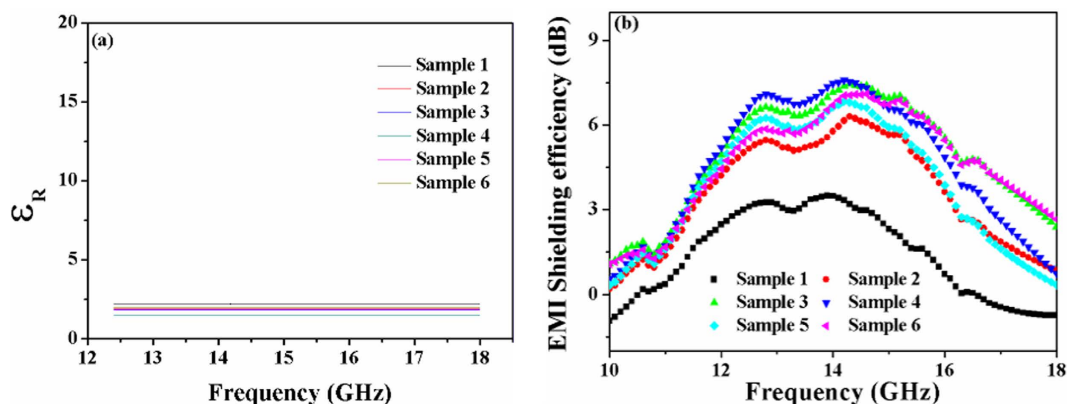 (a)
20
15
10
5
0
ε_R
Sample 1
Sample 2
Sample 3
Sample 4
Sample 5
Sample 6
12 13 14 15 16 17 18
Frequency (GHz)
(b)
9
6
3
0
EMI Shielding efficiency (dB)
Sample 1 Sample 2
Sample 3 Sample 4
Sample 5 Sample 6
10 12 14 16 18
Frequency (GHz)